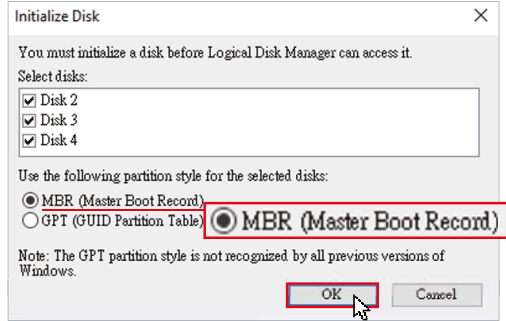 Initialize Disk
You must initialize a disk before Logical Disk Manager can access it.
Select disks:
Disk 2
Disk 3
Disk 4
Use the following partition style for the selected disks:
MBR (Master Boot Record)
GPT (GUID Partition Table)
MBR (Master Boot Record)
Note: The GPT partition style is not recognized by all previous versions of
Windows.
OK
Cancel